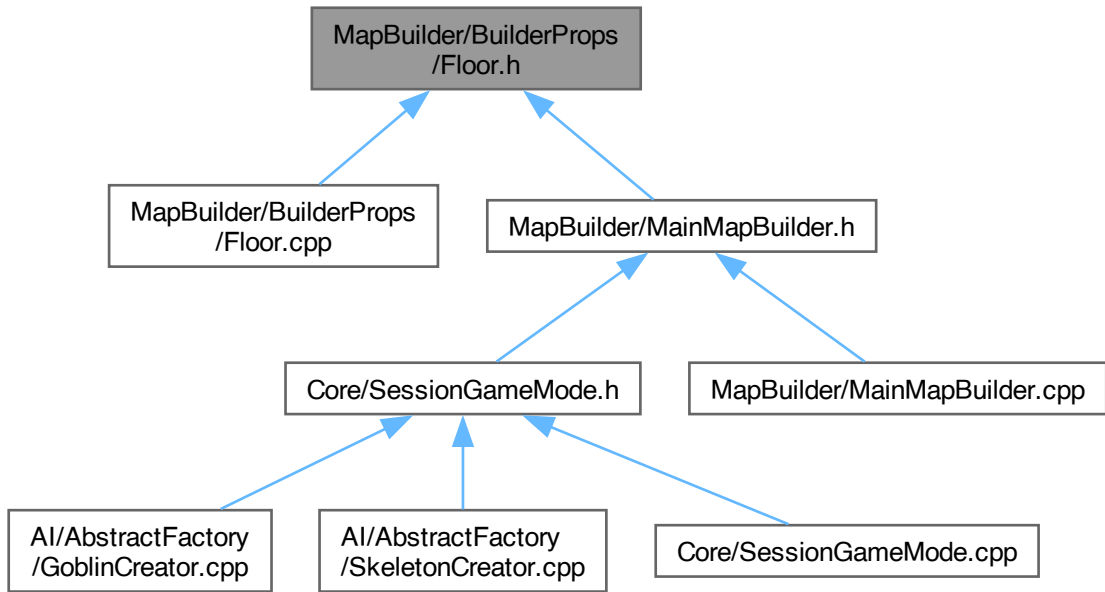 MapBuilder/BuilderProps
/Floor.h
MapBuilder/BuilderProps
/Floor.cpp
MapBuilder/MainMapBuilder.h
Core/SessionGameMode.h
MapBuilder/MainMapBuilder.cpp
AI/AbstractFactory
/GoblinCreator.cpp
AI/AbstractFactory
/SkeletonCreator.cpp
Core/SessionGameMode.cpp